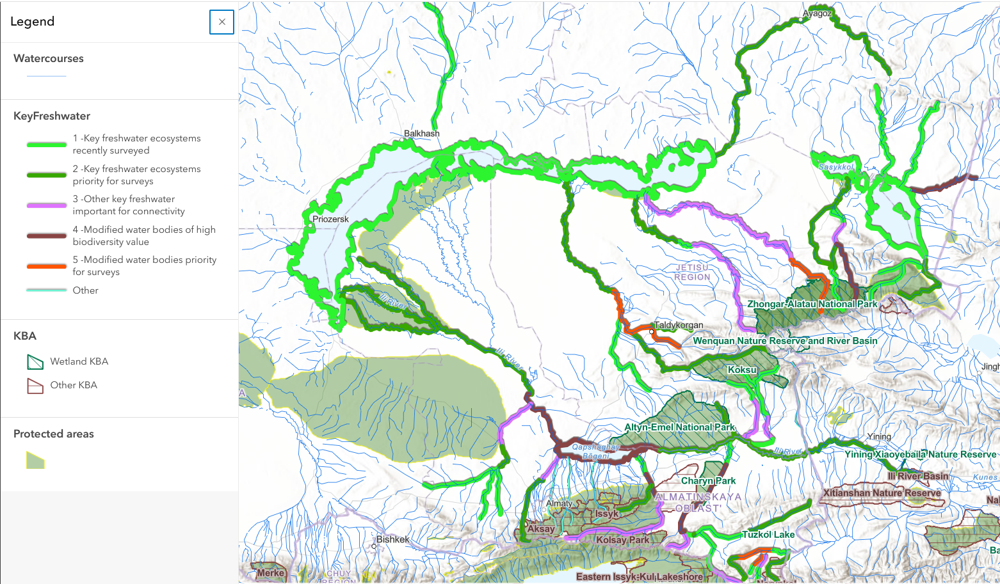 Legend
Watercourses
KeyFreshwater
1 -Key freshwater ecosystems
recently surveyed
2 -Key freshwater ecosystems
priority for surveys
3 -Other key freshwater
important for connectivity
4 -Modified water bodies of high
biodiversity value
5 -Modified water bodies priority
for surveys
Other
KBA
Wetland KBA
Other KBA
Protected areas
Ayagoz
Balkhash
Sasykkol
Priozersk
JETISU
REGION
Ili River
Zhongar-Alatau National Park
Taldykorgan
Wenquan Nature Reserve and River Basin
Ili River
Koksu
Jingh
A
Altyn-Emel National Park
Qapshaghay
Bögeni
Yining
Ili River
Yining Xiaoyebaila Nature Reserve
Ili River Basin
Kunes
Charyn Park
Xitianshan Nature Reserve
ALMATINSKAYA
OBLAST'
Nal
Almaty
Issyk
Aksay
Tuzkol Lake
Bishkek
Kolsay Park
Ba
Merke
CHUY
REGION
Eastern Issyk-Kul Lakeshore
Narynkol